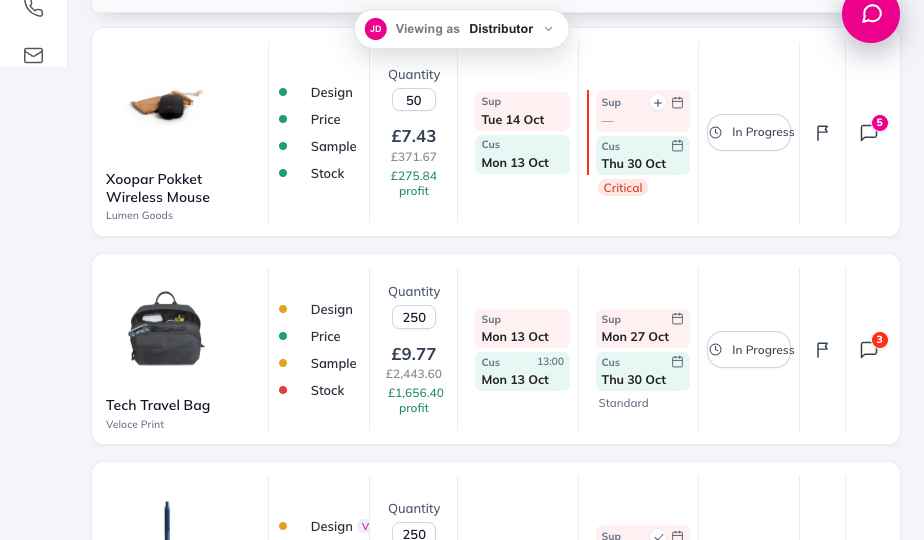 JD Viewing as Distributor
Xoopar Pokket
Wireless Mouse
Lumen Goods
Design
Price
Sample
Stock
Quantity
50
£7.43
£371.67
£275.84
profit
Sup
Tue 14 Oct
Cus
Mon 13 Oct
Sup
—
Cus
Thu 30 Oct
Critical
In Progress
5
Tech Travel Bag
Veloce Print
Design
Price
Sample
Stock
Quantity
250
£9.77
£2,443.60
£1,656.40
profit
Sup
Mon 13 Oct
Cus 13:00
Mon 13 Oct
Sup
Mon 27 Oct
Cus
Thu 30 Oct
Standard
In Progress
3
Design V
Quantity
250
Sup